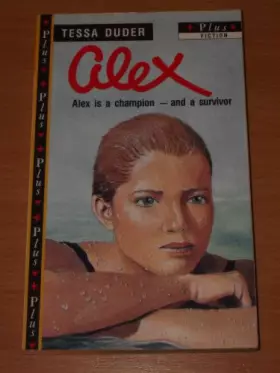 TESSA DUDER
Plus
FICTION
alex
Alex is a champion — and a survivor
Plus
Plus
Plus
Plus
Plus
Plus